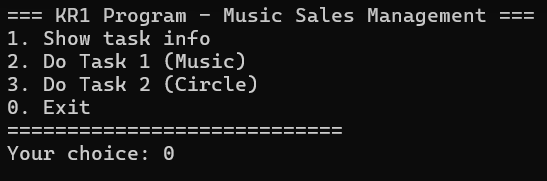 === KR1 Program - Music Sales Management ===
1. Show task info
2. Do Task 1 (Music)
3. Do Task 2 (Circle)
0. Exit
============================
Your choice: 0